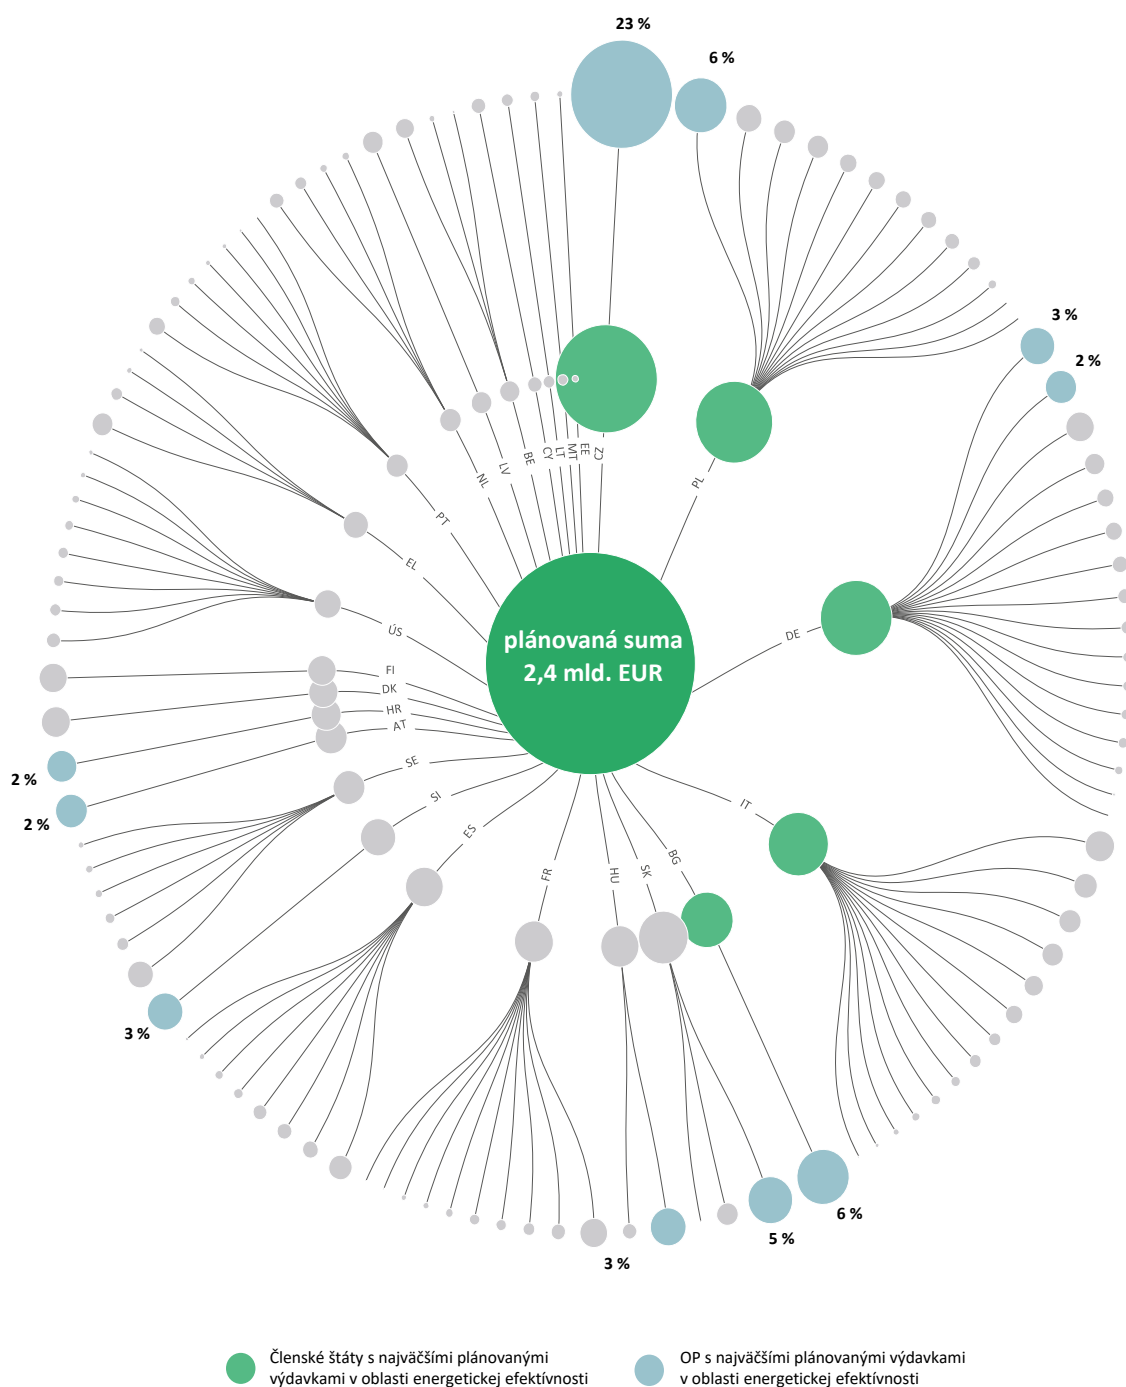 23 %
6 %
3 %
2 %
CZ
EE
MT
LT
CY
BE
LV
NL
PT
EL
ÚS
FI
DK
HR
AT
SE
SI
ES
FR
HU
SK
BG
IT
DE
PL
plánovaná suma
2,4 mld. EUR
2 %
2 %
3 %
6 %
5 %
3 %
Členské štáty s najväčšími plánovanými
výdavkami v oblasti energetickej efektívnosti
OP s najväčšími plánovanými výdavkami
v oblasti energetickej efektívnosti